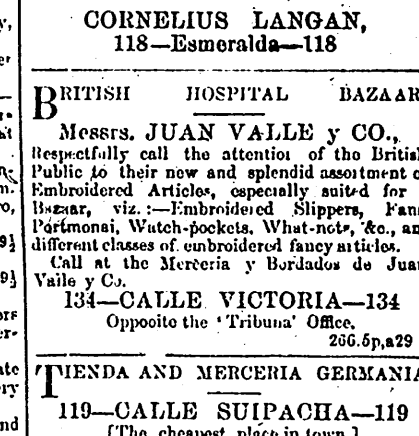 CORNELIUS LANGAN,
118—Esmeralda—118
BRITISH HOSPITAL BAZAAR
Messrs. JUAN VALLE y CO.,
Respectfully call the attention of the Britis
Public to their new and splendid assortment o
Embroidered Articles, especially suited for
Bazaar, viz.:—Embroidered Slippers, Fan
Portmonai, Watch-pockets, What-nots, &c., an
different classes of embroidered fancy articles.
Call at the Merceria y Bordados de Jua
Valle y Co.
134—CALLE VICTORIA—134
Opposite the 'Tribuna' Office.
266.5p,a29
TIENDA AND MERCERIA GERMANIA
119—CALLE SUIPACHA—119
[The cheapest place in town.]